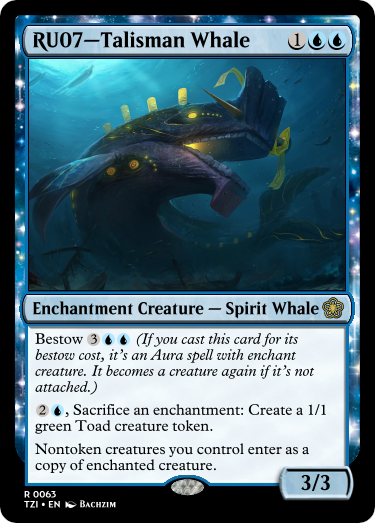 RU07—Talisman Whale 1
Enchantment Creature — Spirit Whale
Bestow 3 (If you cast this card for its
bestow cost, it's an Aura spell with enchant
creature. It becomes a creature again if it's not
attached.)
2, Sacrifice an enchantment: Create a 1/1
green Toad creature token.
Nontoken creatures you control enter as a
copy of enchanted creature.
3/3
R 0063
TZI • EN Bachzim